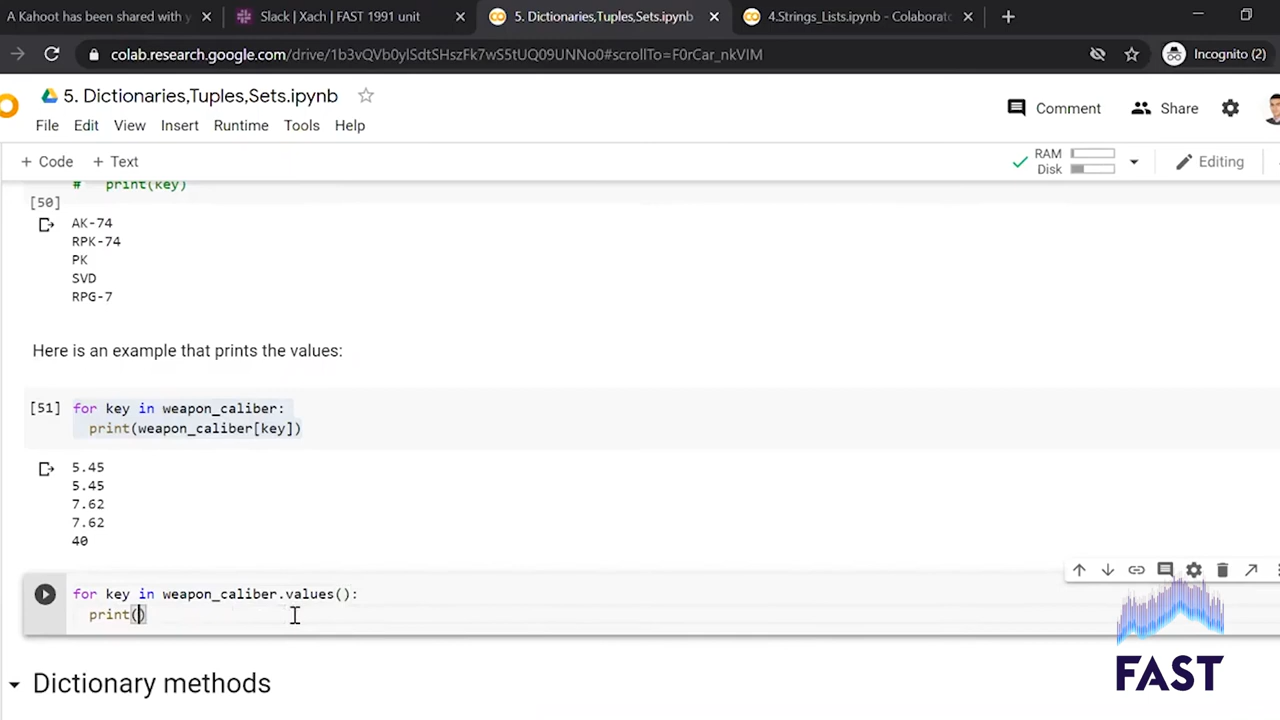 A Kahoot has been shared with y
Slack | Xach | FAST 1991 unit
5. Dictionaries,Tuples,Sets.ipynb
4.Strings_Lists.ipynb - Colaborato
colab.research.google.com/drive/1b3vQVb0ylSdtSHszFk7wS5tUQ09UNNo0#scrollTo=F0rCar_nkVIM
Incognito (2)
5. Dictionaries,Tuples,Sets.ipynb
Comment
Share
File Edit View Insert Runtime Tools Help
+ Code + Text
RAM
Disk
Editing
# print(key)
[50]
AK-74
RPK-74
PK
SVD
RPG-7
Here is an example that prints the values:
[51] for key in weapon_caliber:
print(weapon_caliber[key])
5.45
5.45
7.62
7.62
40
for key in weapon_caliber.values():
print()
Dictionary methods
FAST